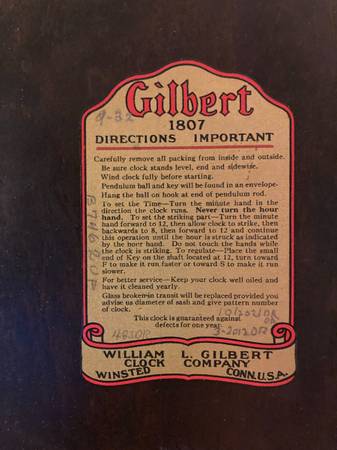 Gilbert
9-32
1807
DIRECTIONS IMPORTANT
Carefully remove all packing from inside and outside.
Be sure clock stands level, end and sidewise.
Wind clock fully before starting.
Pendulum ball and key will be found in an envelope.
Hang the ball on hook at end of pendulum rod.
To set the Time—Turn the minute hand in the
direction the clock runs. Never turn the hour
hand. To set the striking part—Turn the minute
hand forward to 12, then allow clock to strike, then
backwards to 8, then forward to 12 and continue
this operation until the hour is struck as indicated
by the hour hand. Do not touch the hands while
the clock is striking. To regulate—Place the small
end of Key on the shaft located at 12, turn toward
F to make it run faster or toward S to make it run
slower.
For better service—Keep your clock well oiled and
have it cleaned yearly.
Glass broken in transit will be replaced provided you
advise us diameter of sash and give pattern number
of clock.
This clock is guaranteed against
defects for one year.
WILLIAM L. GILBERT
CLOCK COMPANY
WINSTED CONN.U.S.A.